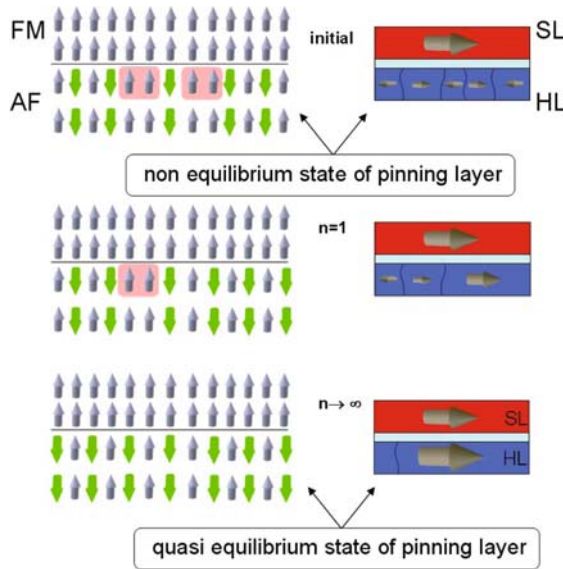 FM
initial
SL
AF
HL
non equilibrium state of pinning layer
n=1
n→ ∞
SL
HL
quasi equilibrium state of pinning layer